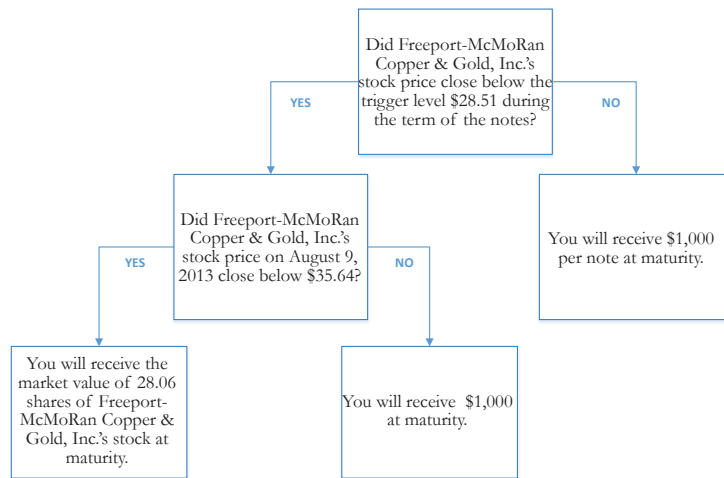 Did Freeport-McMoRan
Copper & Gold, Inc.'s
stock price close below the
trigger level $28.51 during
the term of the notes?
YES
NO
Did Freeport-McMoRan
Copper & Gold, Inc.'s
stock price on August 9,
2013 close below $35.64?
You will receive $1,000
per note at maturity.
YES
NO
You will receive the
market value of 28.06
shares of Freeport-
McMoRan Copper &
Gold, Inc.'s stock at
maturity.
You will receive $1,000
at maturity.